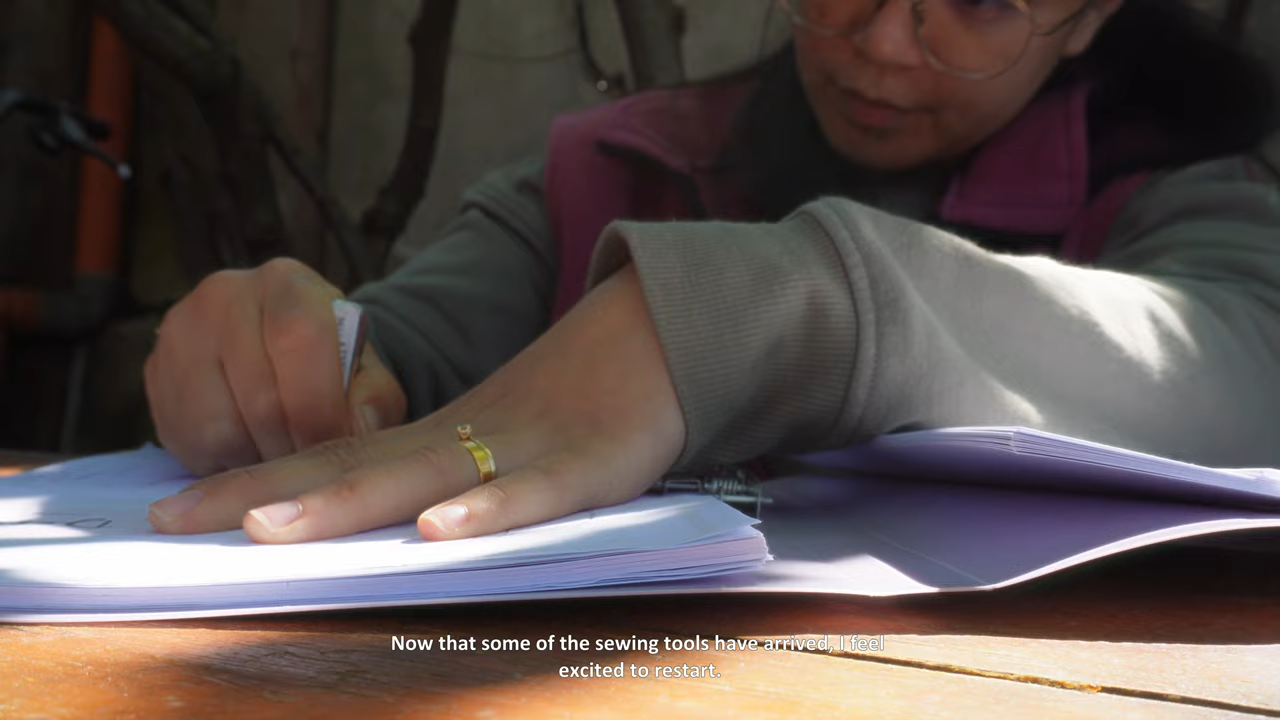 Now that some of the sewing tools have arrived, I feel
excited to restart.